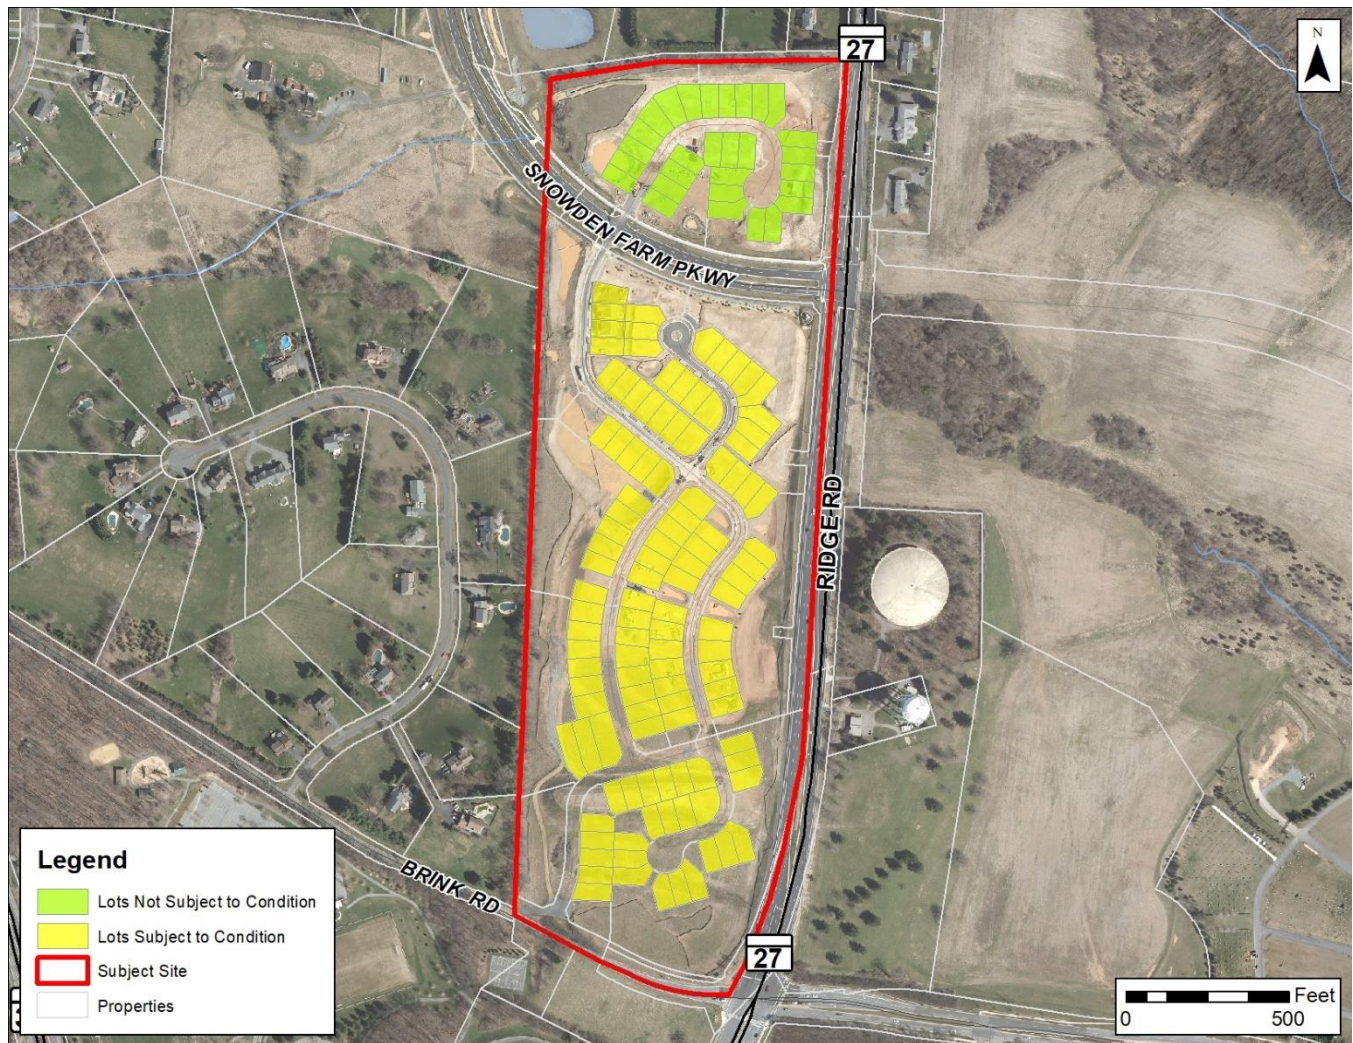 27
N
SNOWDEN FARM PKWY
RIDGE RD
BRINK RD
27
Legend
Lots Not Subject to Condition
Lots Subject to Condition
Subject Site
Properties
Feet
0 500